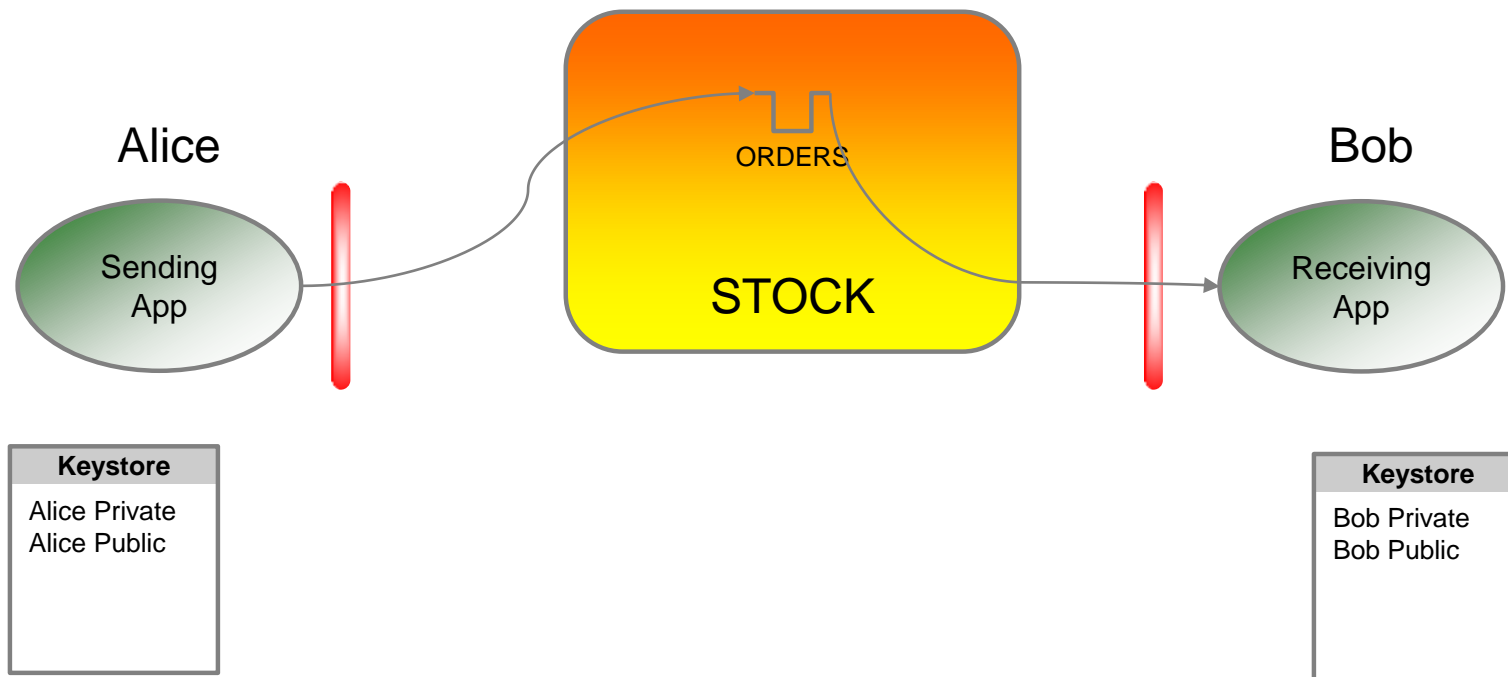 Alice
Sending
App
ORDERS
STOCK
Bob
Receiving
App
Keystore
Alice Private
Alice Public
Keystore
Bob Private
Bob Public